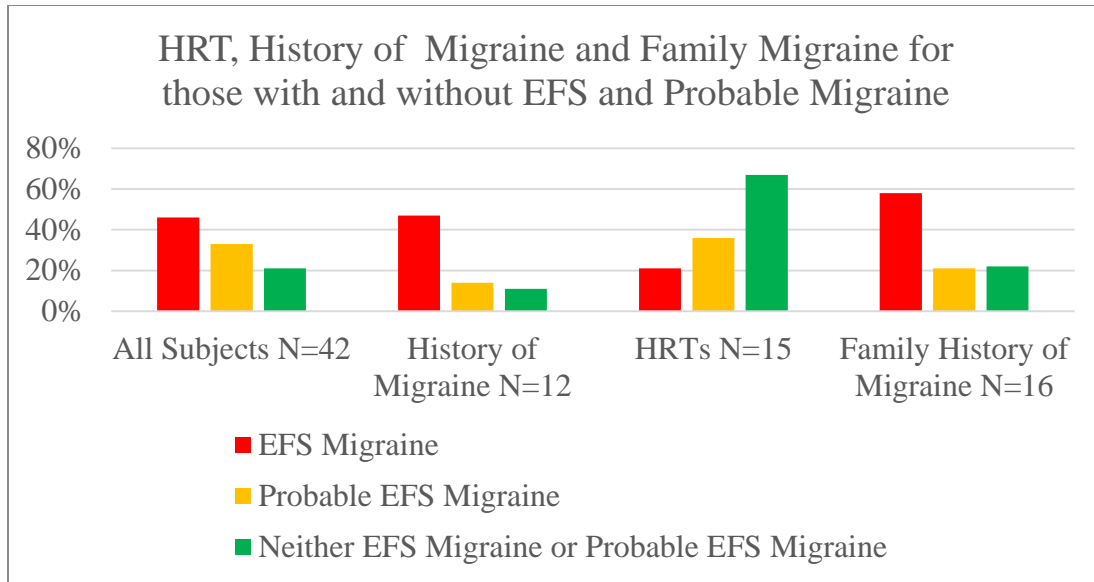 HRT, History of  Migraine and Family Migraine for
those with and without EFS and Probable Migraine
80%
60%
40%
20%
0%
All Subjects N=42
History of
Migraine N=12
HRTs N=15
Family History of
Migraine N=16
EFS Migraine
Probable EFS Migraine
Neither EFS Migraine or Probable EFS Migraine